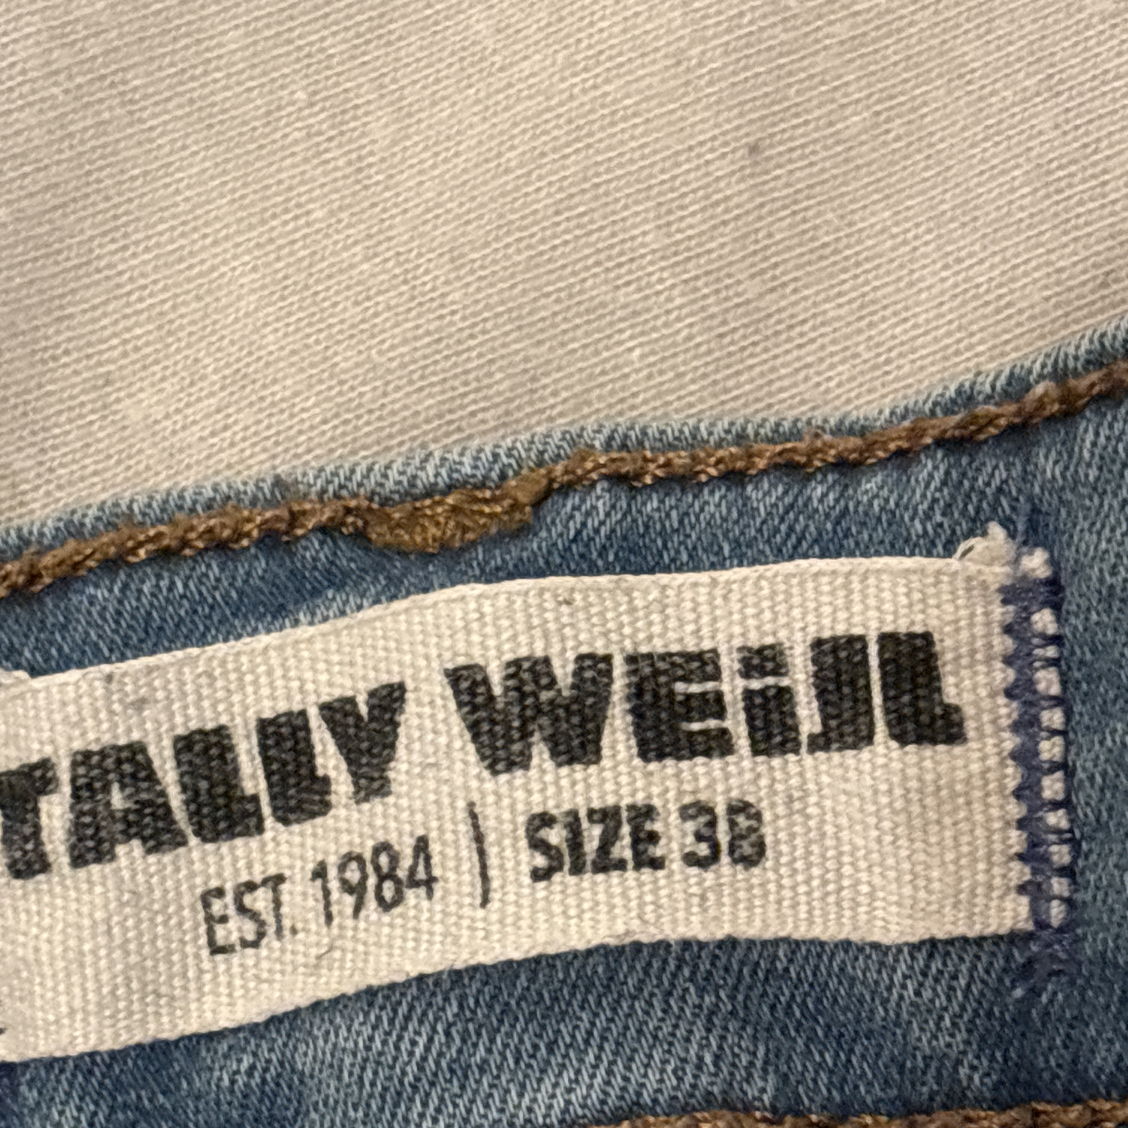 TALLY WEiJL
EST. 1984 | SIZE 38